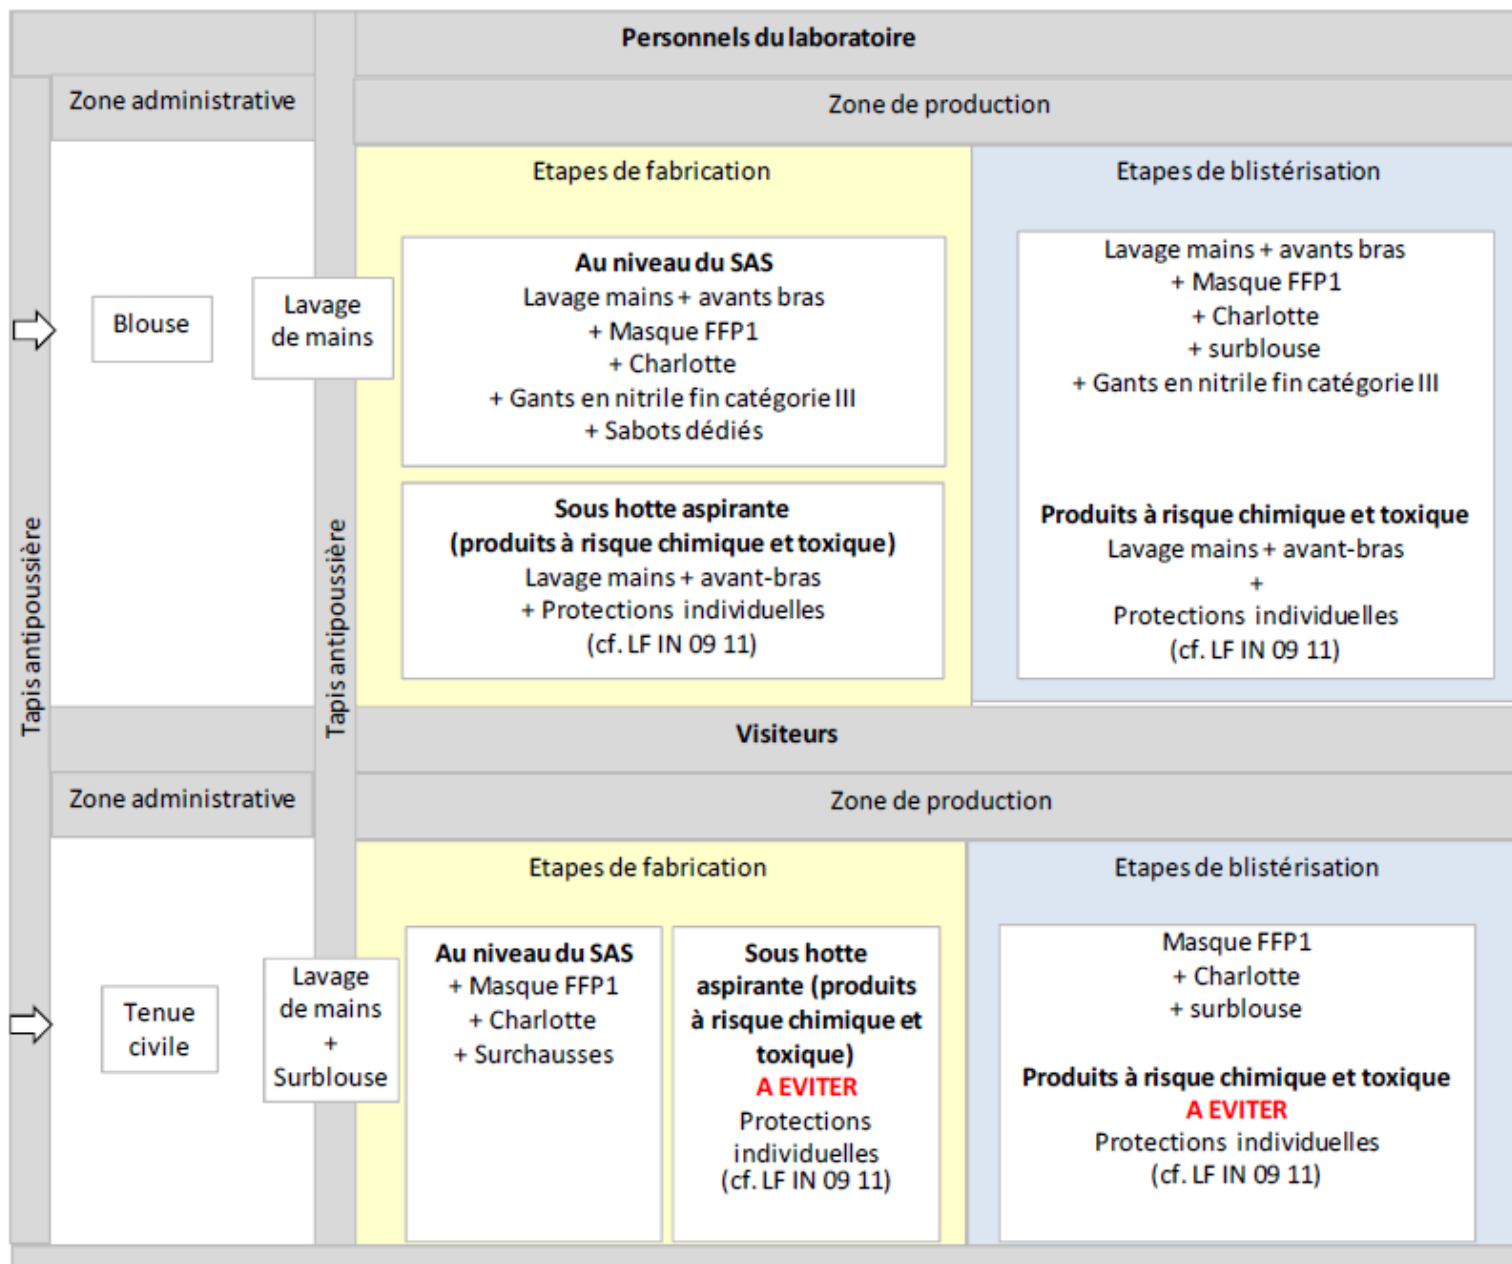 Personnels du laboratoire
Zone administrative
Zone de production
Tapis antipoussière
Tapis antipoussière
Blouse
Lavage
de mains
Etapes de fabrication
Au niveau du SAS
Lavage mains + avants bras
+ Masque FFP1
+ Charlotte
+ Gants en nitrile fin catégorie III
+ Sabots dédiés
Sous hotte aspirante
(produits à risque chimique et toxique)
Lavage mains + avant-bras
+ Protections individuelles
(cf. LF IN 09 11)
Etapes de blistérisation
Lavage mains + avants bras
+ Masque FFP1
+ Charlotte
+ surblouse
+ Gants en nitrile fin catégorie III
Produits à risque chimique et toxique
Lavage mains + avant-bras
+
Protections individuelles
(cf. LF IN 09 11)
Visiteurs
Zone administrative
Zone de production
Tenue
civile
Lavage
de mains
+
Surblouse
Etapes de fabrication
Au niveau du SAS
+ Masque FFP1
+ Charlotte
+ Surchausses
Sous hotte
aspirante (produits
à risque chimique et
toxique)
A EVITER
Protections
individuelles
(cf. LF IN 09 11)
Etapes de blistérisation
Masque FFP1
+ Charlotte
+ surblouse
Produits à risque chimique et toxique
A EVITER
Protections individuelles
(cf. LF IN 09 11)